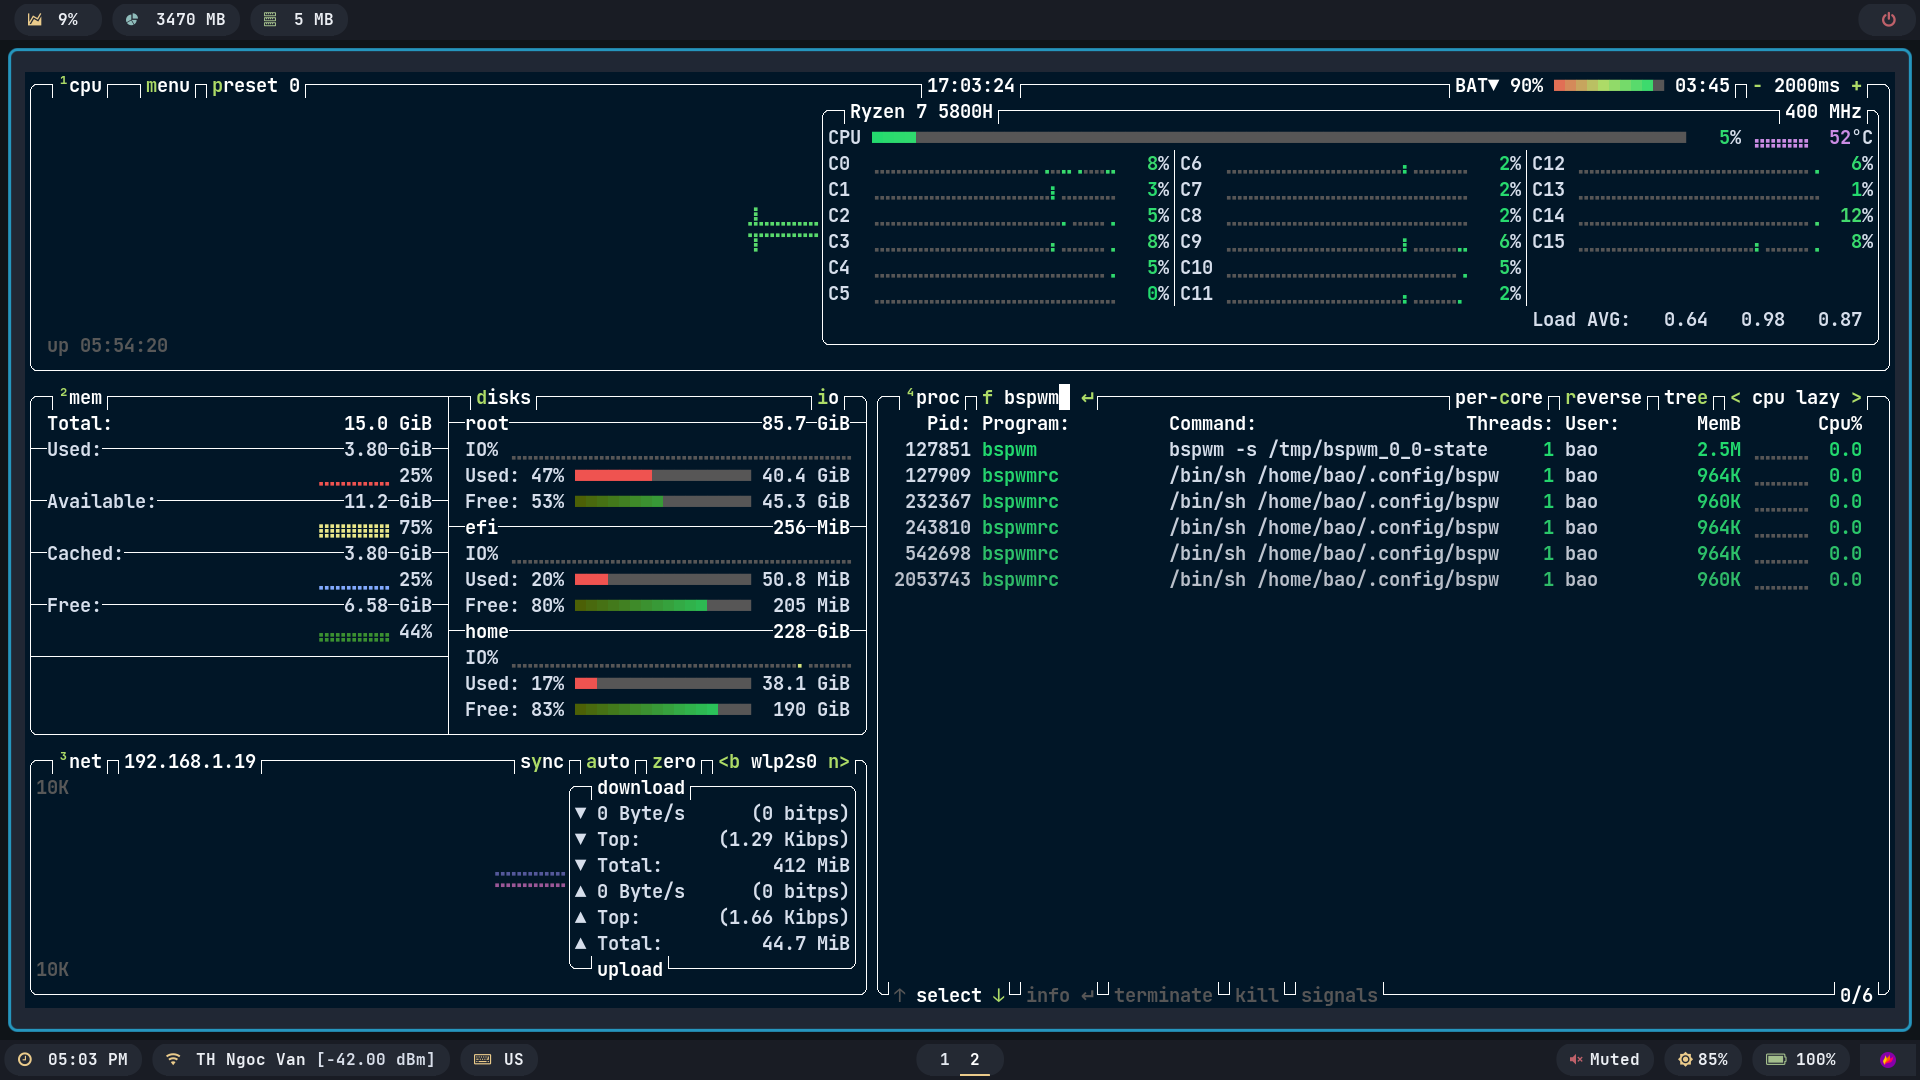 9% 3470 MB 5 MB
1cpu menu preset 0 17:03:24 BAT▼ 90% 03:45 - 2000ms +
Ryzen 7 5800H 400 MHz
CPU 5% 52°C
C0 8% C6 2% C12 6%
C1 3% C7 2% C13 1%
C2 5% C8 2% C14 12%
C3 8% C9 6% C15 8%
C4 5% C10 5%
C5 0% C11 2%
Load AVG: 0.64 0.98 0.87
up 05:54:20
2mem
Total: 15.0 GiB
Used: 3.80 GiB
25%
Available: 11.2 GiB
75%
Cached: 3.80 GiB
25%
Free: 6.58 GiB
44%
disks io
root 85.7 GiB
IO%
Used: 47% 40.4 GiB
Free: 53% 45.3 GiB
efi 256 MiB
IO%
Used: 20% 50.8 MiB
Free: 80% 205 MiB
home 228 GiB
IO%
Used: 17% 38.1 GiB
Free: 83% 190 GiB
3net 192.168.1.19 sync auto zero <b wlp2s0 n>
10K
download
▼ 0 Byte/s (0 bitps)
▼ Top: (1.29 Kibps)
▼ Total: 412 MiB
▲ 0 Byte/s (0 bitps)
▲ Top: (1.66 Kibps)
▲ Total: 44.7 MiB
upload
10K
4proc f bspwm ↵ per-core reverse tree < cpu lazy >
Pid: Program: Command: Threads: User: MemB Cpu%
127851 bspwm bspwm -s /tmp/bspwm_0_0-state 1 bao 2.5M 0.0
127909 bspwmrc /bin/sh /home/bao/.config/bspw 1 bao 964K 0.0
232367 bspwmrc /bin/sh /home/bao/.config/bspw 1 bao 960K 0.0
243810 bspwmrc /bin/sh /home/bao/.config/bspw 1 bao 964K 0.0
542698 bspwmrc /bin/sh /home/bao/.config/bspw 1 bao 964K 0.0
2053743 bspwmrc /bin/sh /home/bao/.config/bspw 1 bao 960K 0.0
↑ select ↓ info ↵ terminate kill signals 0/6
05:03 PM TH Ngoc Van [-42.00 dBm] US 1 2 Muted 85% 100%